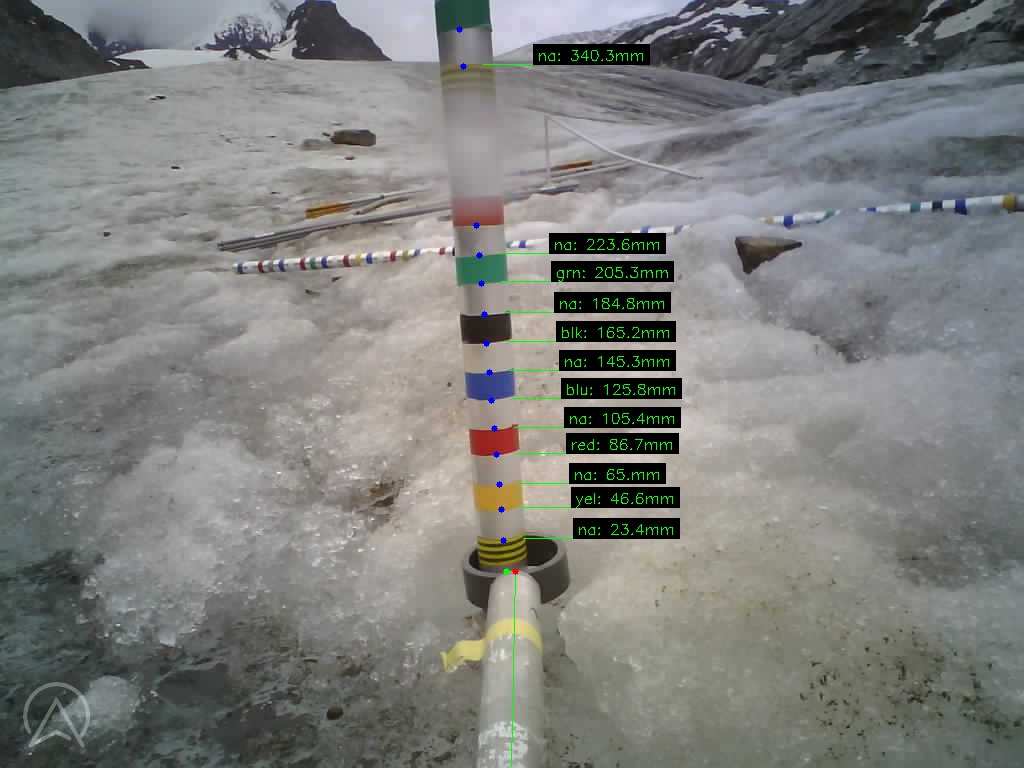 na: 340.3mm
na: 223.6mm
grn: 205.3mm
na: 184.8mm
blk: 165.2mm
na: 145.3mm
blu: 125.8mm
na: 105.4mm
red: 86.7mm
na: 65.mm
yel: 46.6mm
na: 23.4mm